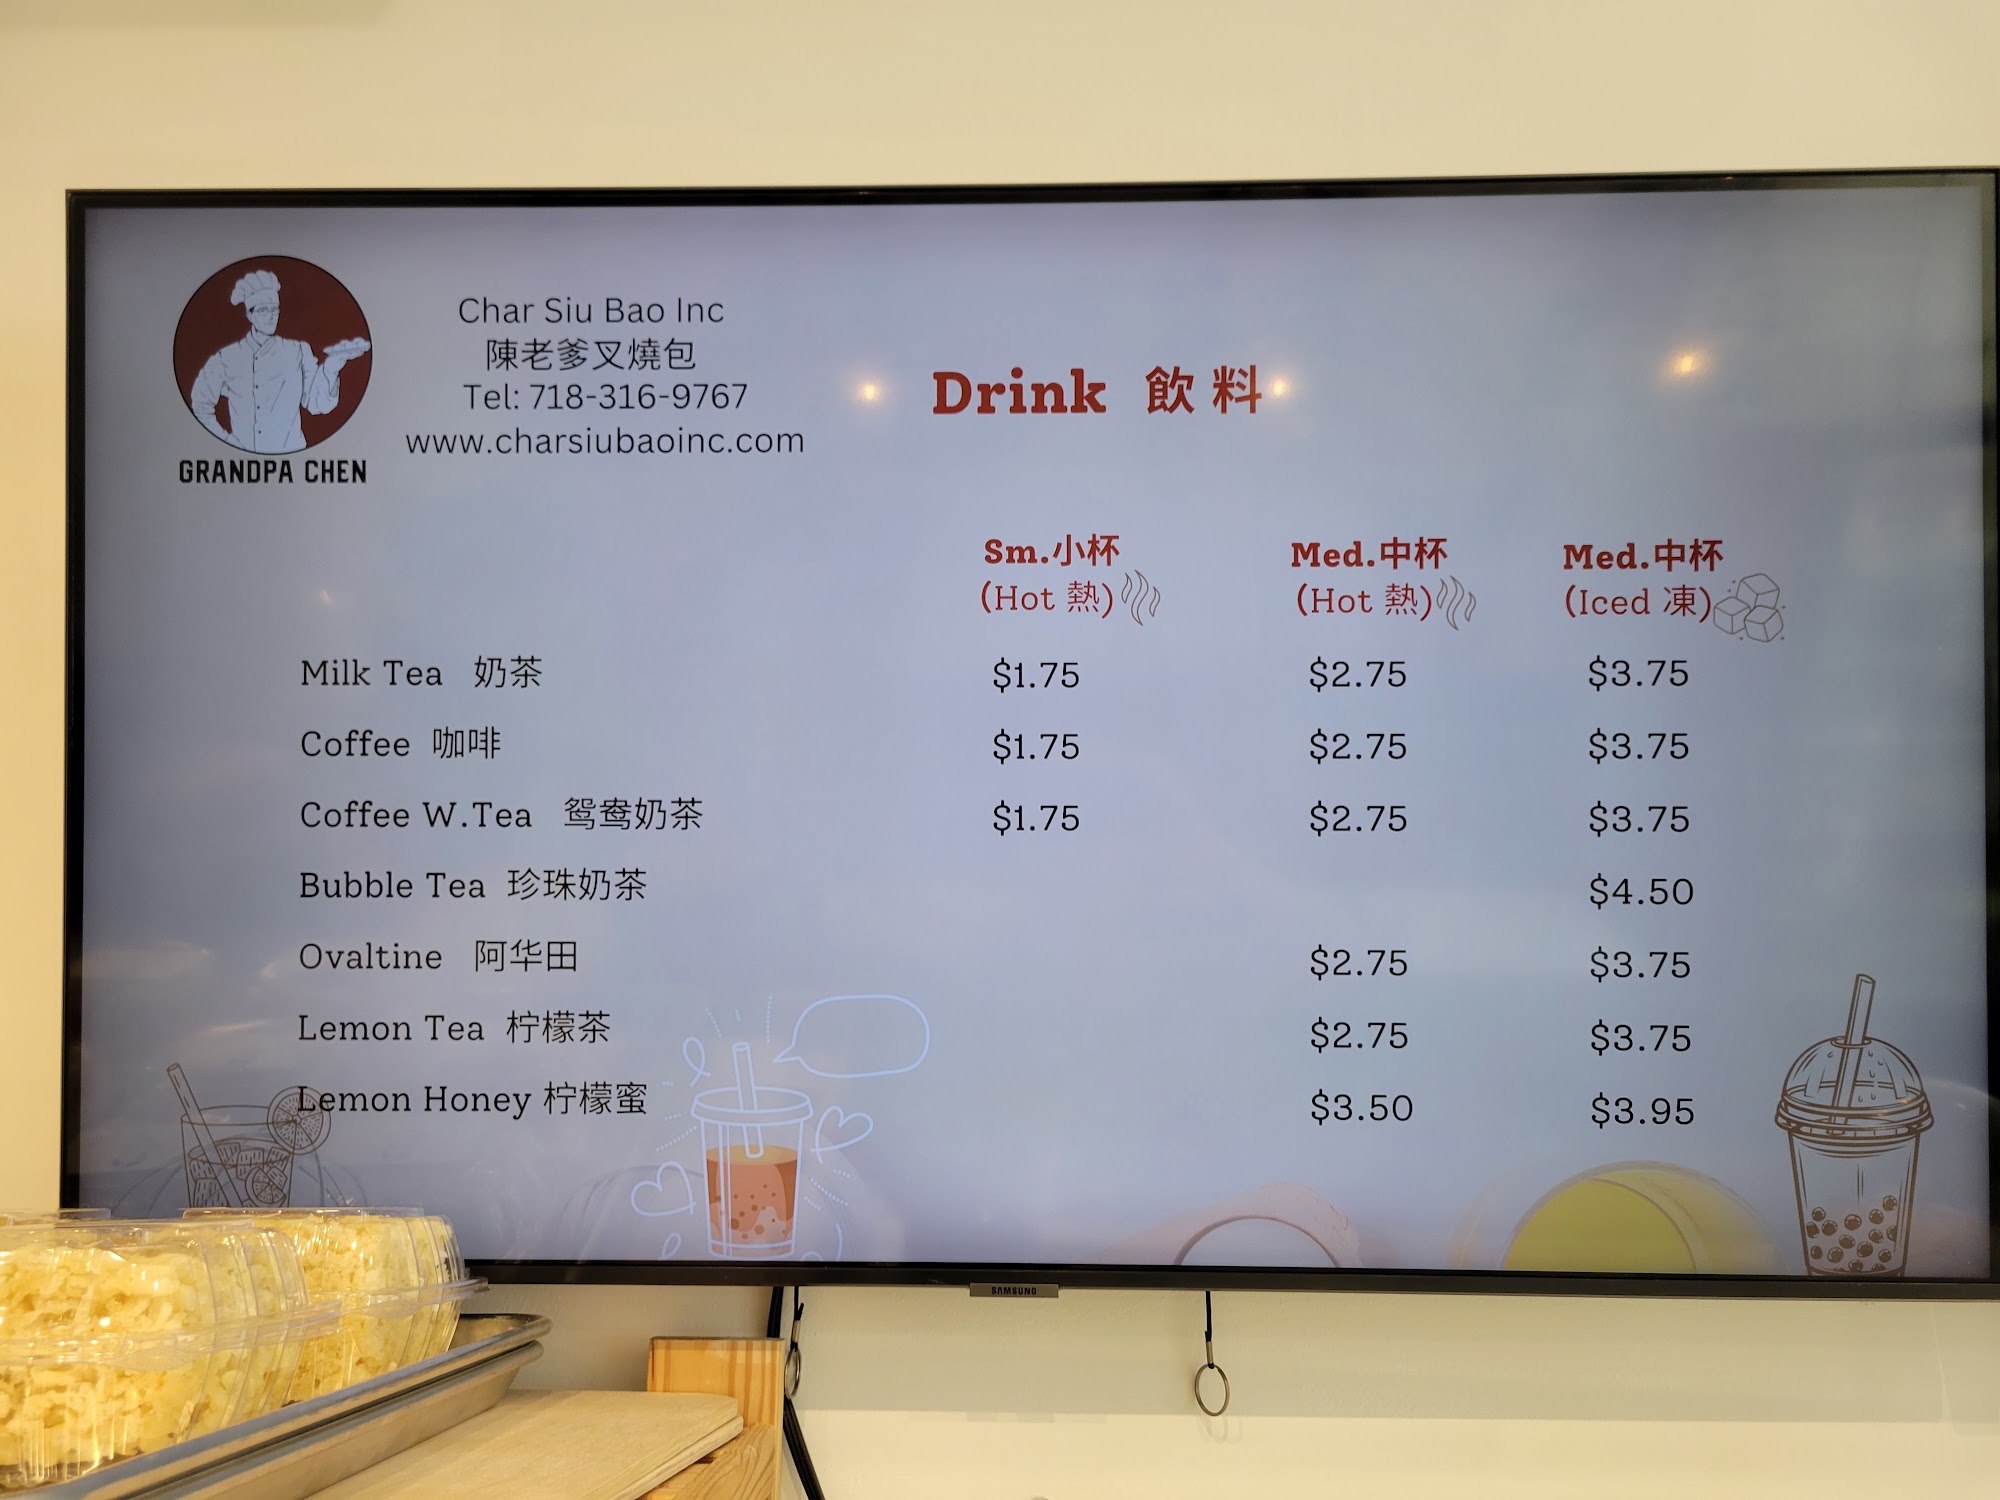 GRANDPA CHEN
Char Siu Bao Inc
陳老爹叉燒包
Tel: 718-316-9767
www.charsiubaoinc.com
Drink 飲料
Sm.小杯 Med.中杯 Med.中杯
(Hot 熱) (Hot 熱) (Iced 凍)
Milk Tea 奶茶 $1.75 $2.75 $3.75
Coffee 咖啡 $1.75 $2.75 $3.75
Coffee W.Tea 鸳鸯奶茶 $1.75 $2.75 $3.75
Bubble Tea 珍珠奶茶 $4.50
Ovaltine 阿华田 $2.75 $3.75
Lemon Tea 柠檬茶 $2.75 $3.75
Lemon Honey 柠檬蜜 $3.50 $3.95
SAMSUNG